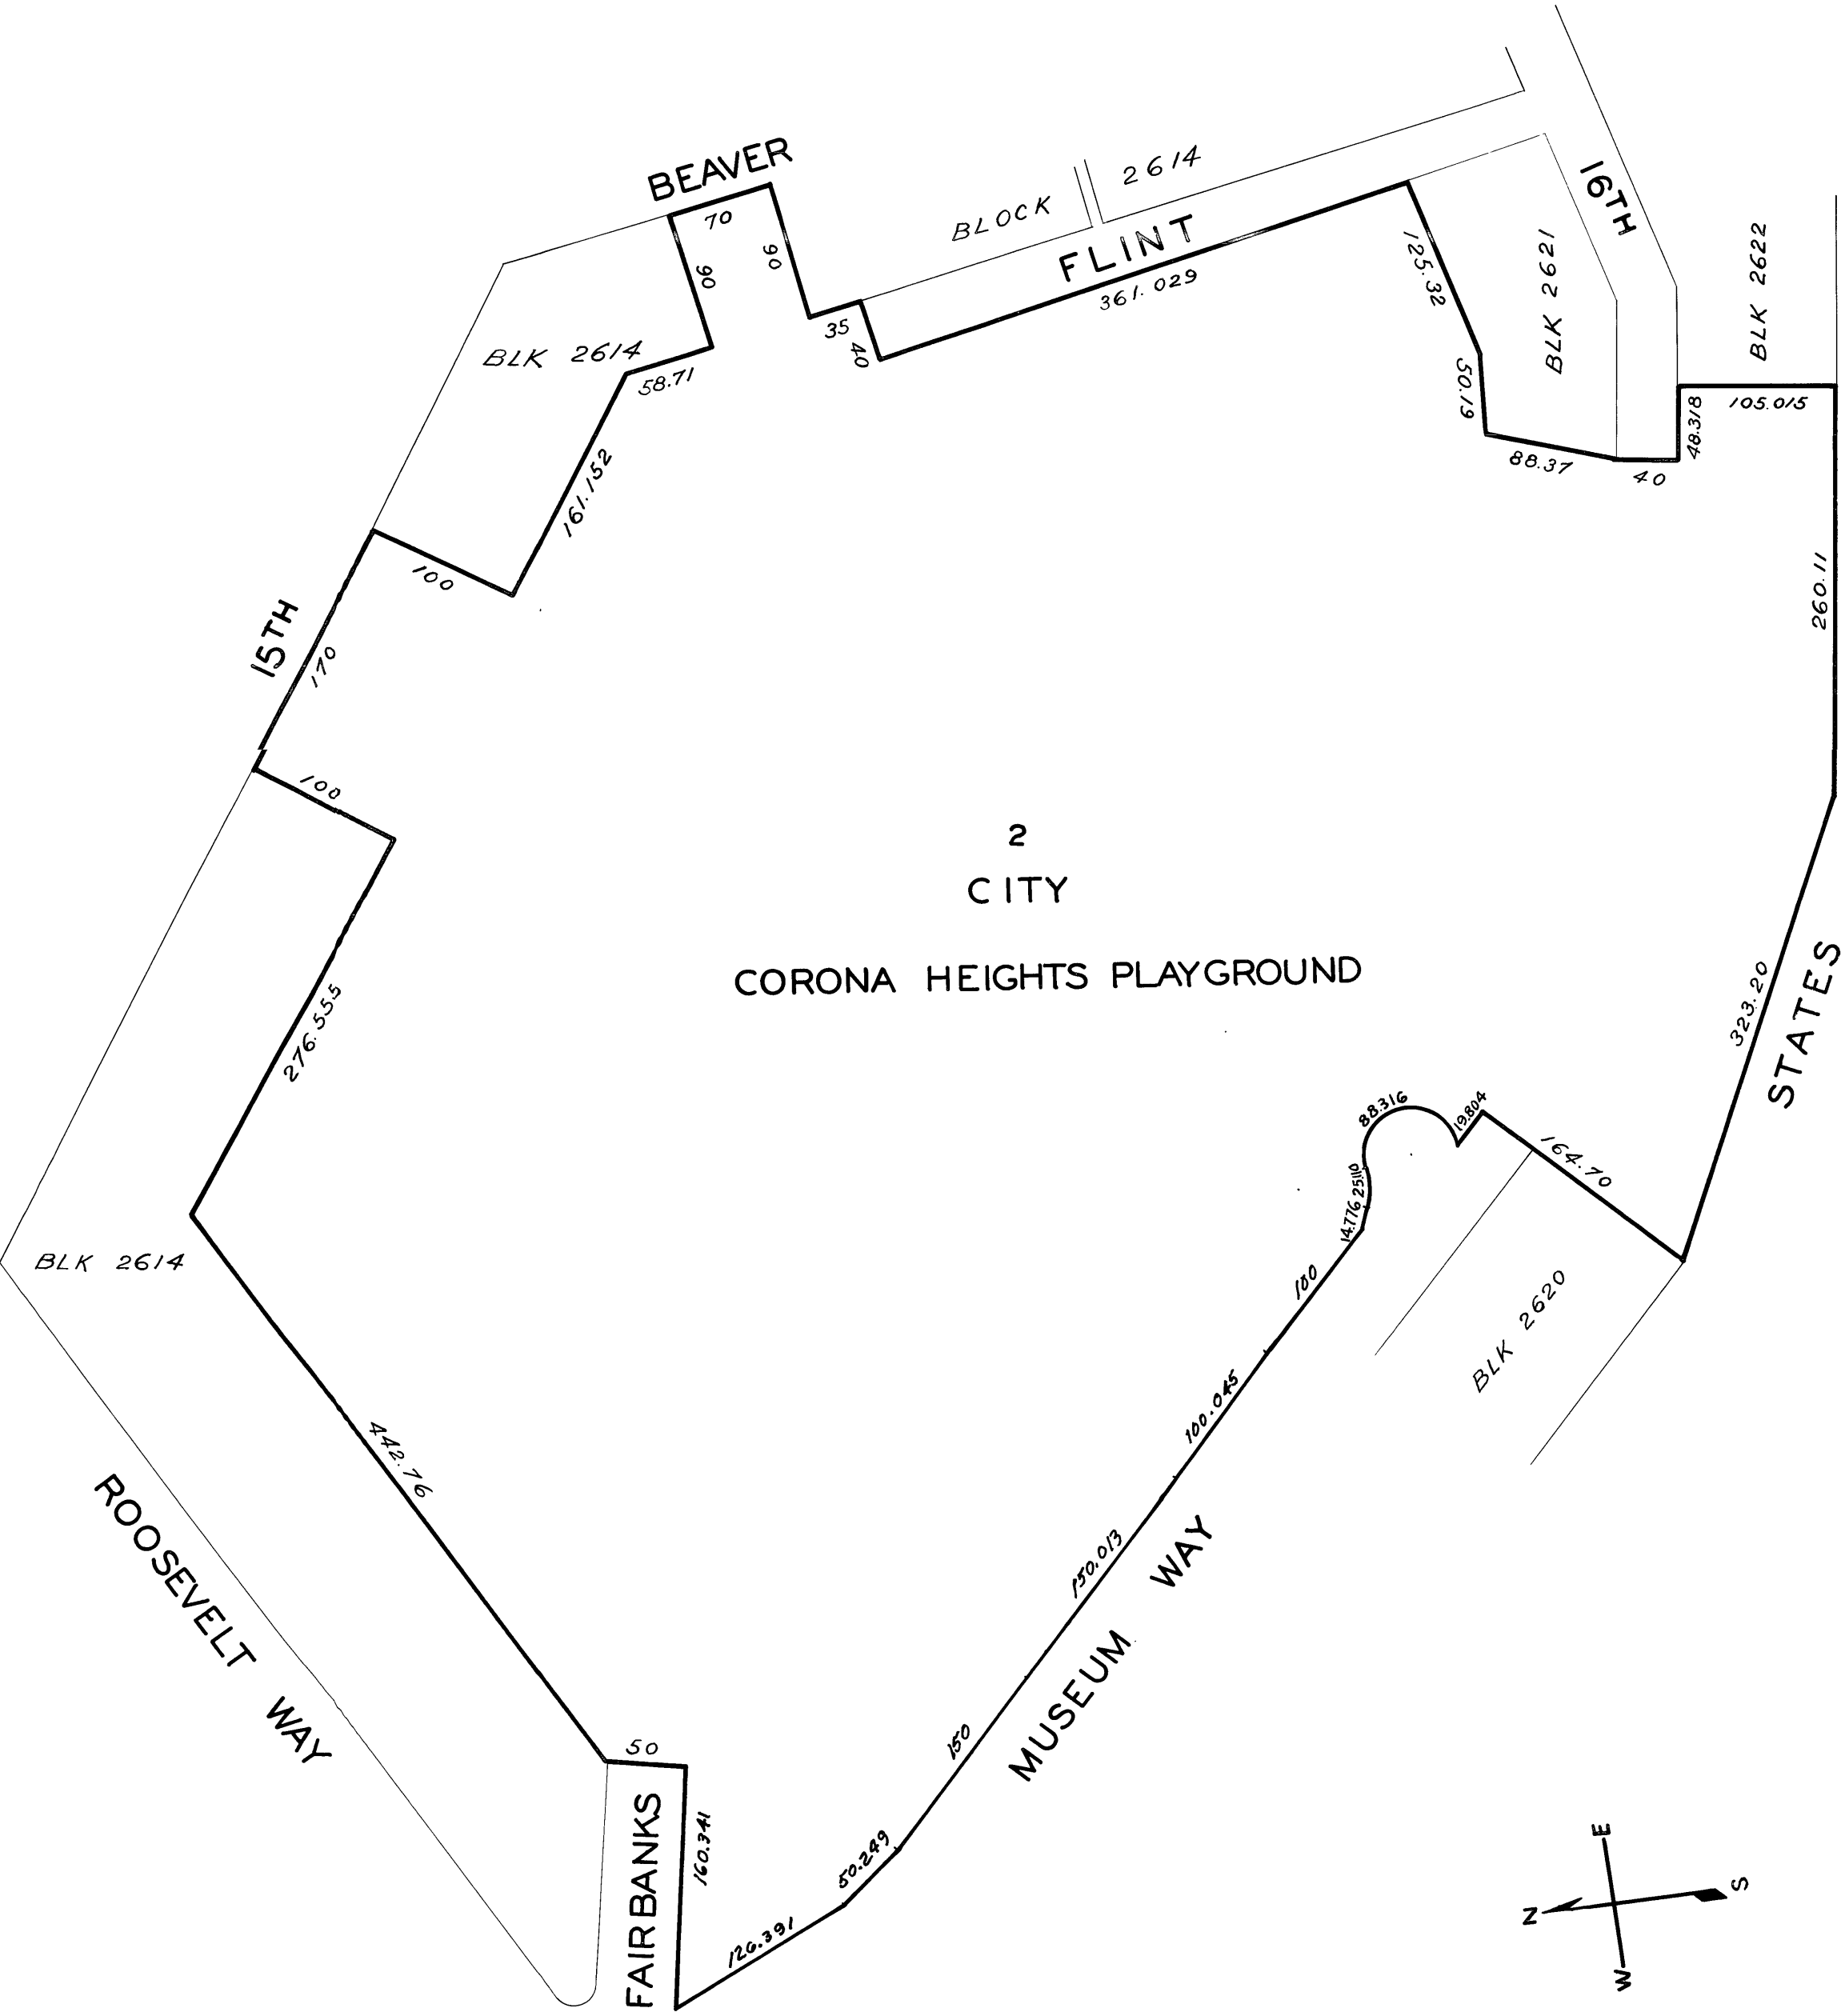 BEAVER
70
90
90
BLOCK 2614
FLINT
361.029
35
40
16TH
125.32
BLK 2621
BLK 2622
50.19
88.37
40
48.318
105.015
BLK 2614
58.71
161.152
100
260.11
15TH
170
100
2
CITY
CORONA HEIGHTS PLAYGROUND
276.555
323.20
STATES
88.316
19.804
164.70
25.110
14.776
BLK 2614
100
BLK 2620
100.045
442.76
ROOSEVELT WAY
150.013
MUSEUM WAY
150
50
FAIRBANKS
160.341
50.249
126.391
E
N
S
W